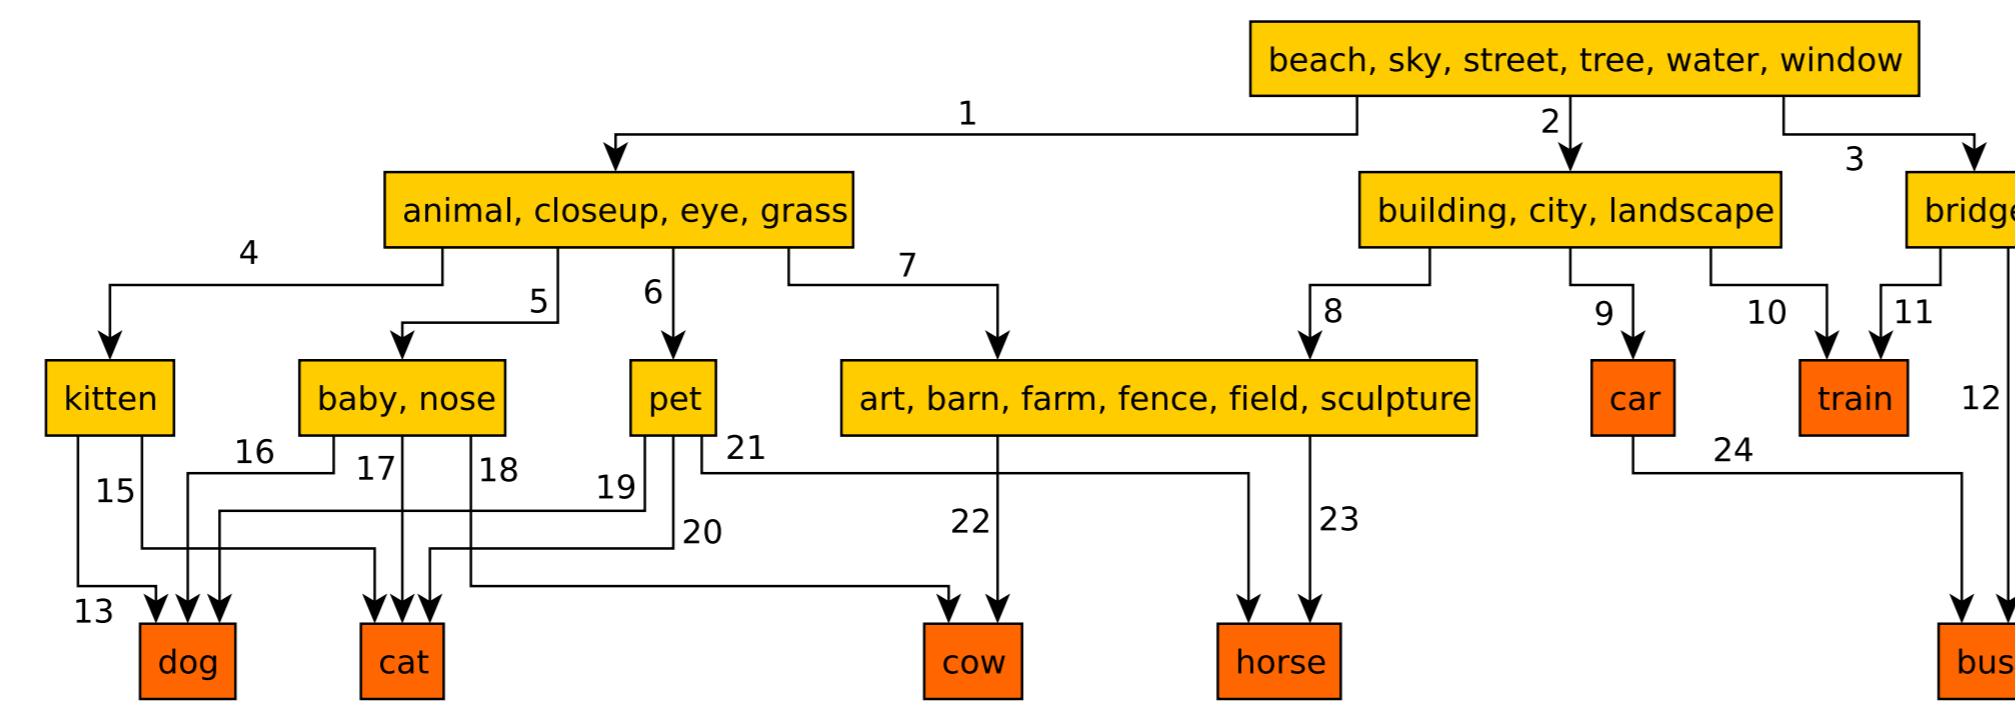 beach, sky, street, tree, water, window
1
2
3
animal, closeup, eye, grass
building, city, landscape
4
5
6
7
8
9
10
11
kitten
baby, nose
pet
art, barn, farm, fence, field, sculpture
car
train
12
16
17
18
21
24
15
19
20
22
23
13
dog
cat
cow
horse
bus